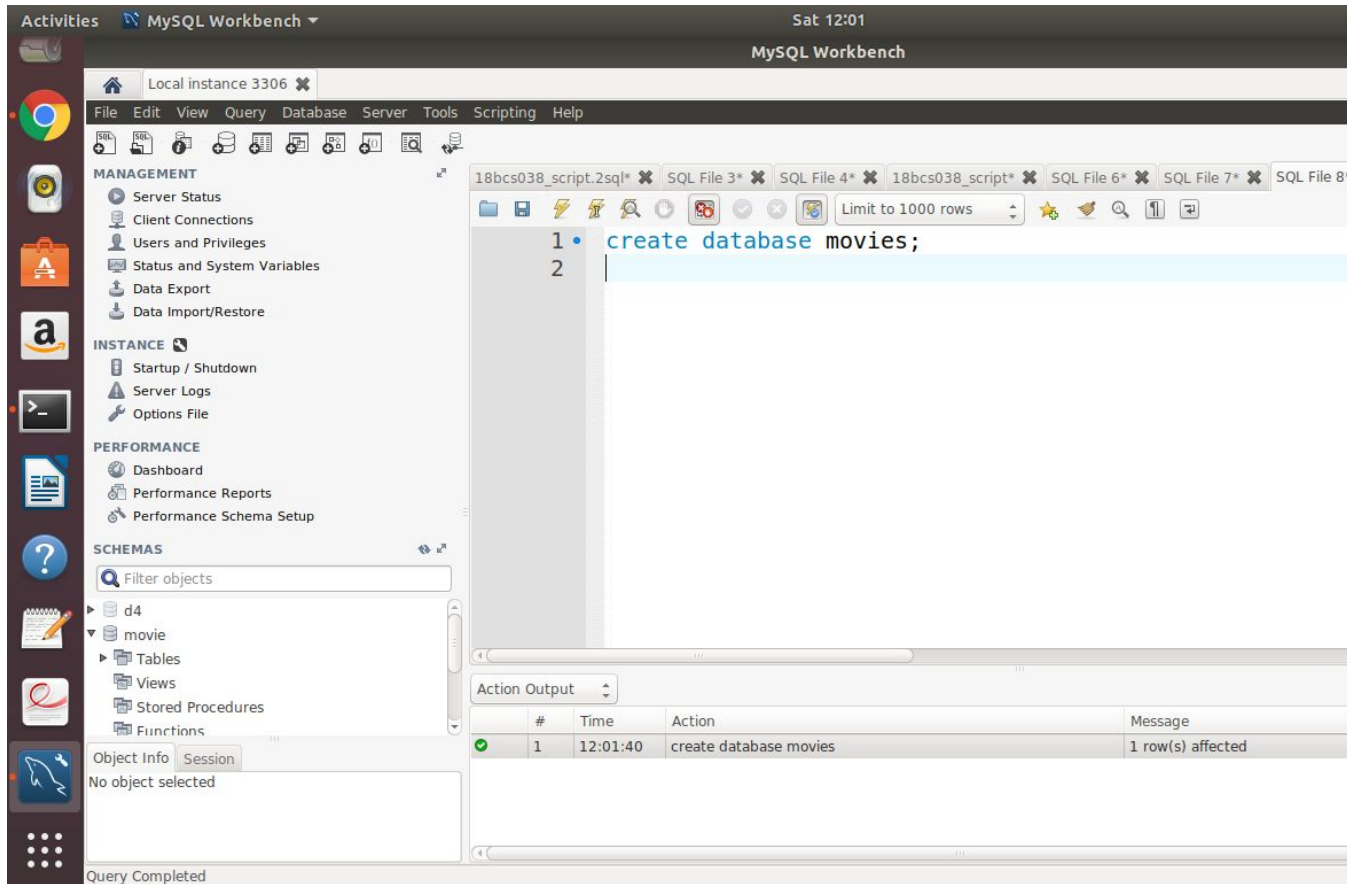 Activities MySQL Workbench Sat 12:01
MySQL Workbench
Local instance 3306
File Edit View Query Database Server Tools Scripting Help
MANAGEMENT
Server Status
Client Connections
Users and Privileges
Status and System Variables
Data Export
Data Import/Restore
INSTANCE
Startup / Shutdown
Server Logs
Options File
PERFORMANCE
Dashboard
Performance Reports
Performance Schema Setup
SCHEMAS
Filter objects
d4
movie
Tables
Views
Stored Procedures
Functions
Object Info Session
No object selected
18bcs038_script.2sql* SQL File 3* SQL File 4* 18bcs038_script* SQL File 6* SQL File 7* SQL File 8*
Limit to 1000 rows
1 create database movies;
2
Action Output
# Time Action Message
1 12:01:40 create database movies 1 row(s) affected
Query Completed